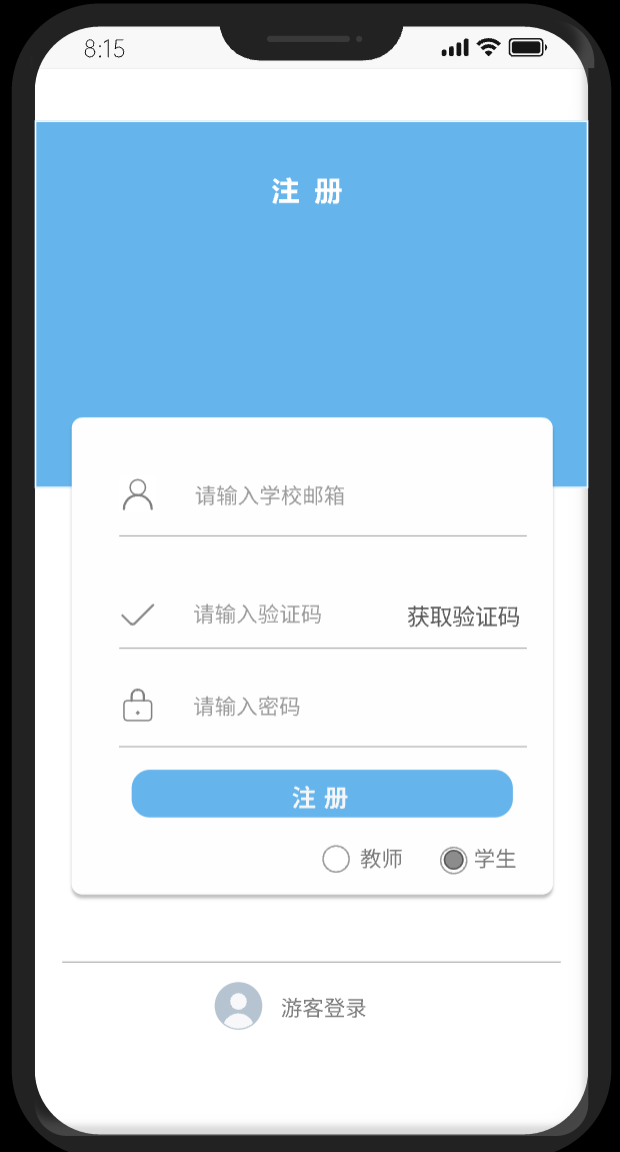 8:15
注 册
请输入学校邮箱
请输入验证码 获取验证码
请输入密码
注 册
教师 学生
游客登录